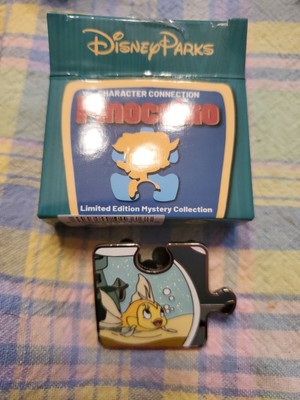 Disney PARKS
CHARACTER CONNECTION
PINOCCHIO
Limited Edition Mystery Collection